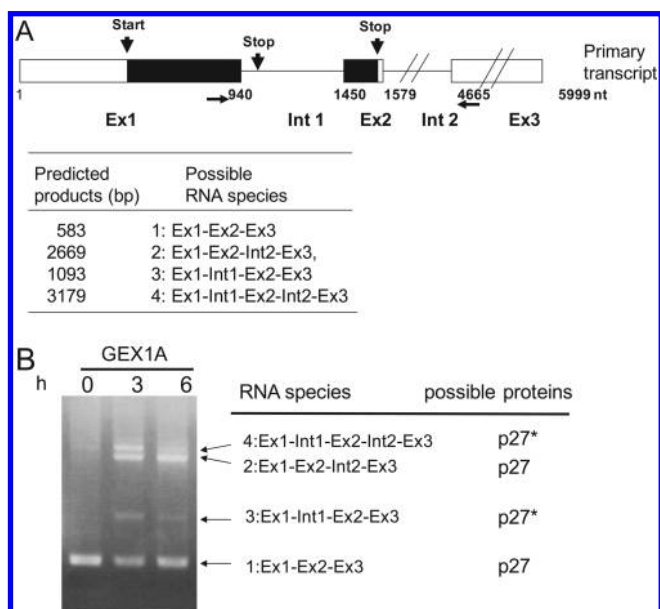 A
Start
Stop
Stop
Primary
transcript
1
940
1450
1579
4665
5999 nt
Ex1
Int 1
Ex2
Int 2
Ex3
Predicted
products (bp)
Possible
RNA species
583
1: Ex1-Ex2-Ex3
2669
2: Ex1-Ex2-Int2-Ex3,
1093
3: Ex1-Int1-Ex2-Ex3
3179
4: Ex1-Int1-Ex2-Int2-Ex3
B
GEX1A
h
0
3
6
RNA species
possible proteins
4:Ex1-Int1-Ex2-Int2-Ex3
p27*
2:Ex1-Ex2-Int2-Ex3
p27
3:Ex1-Int1-Ex2-Ex3
p27*
1:Ex1-Ex2-Ex3
p27